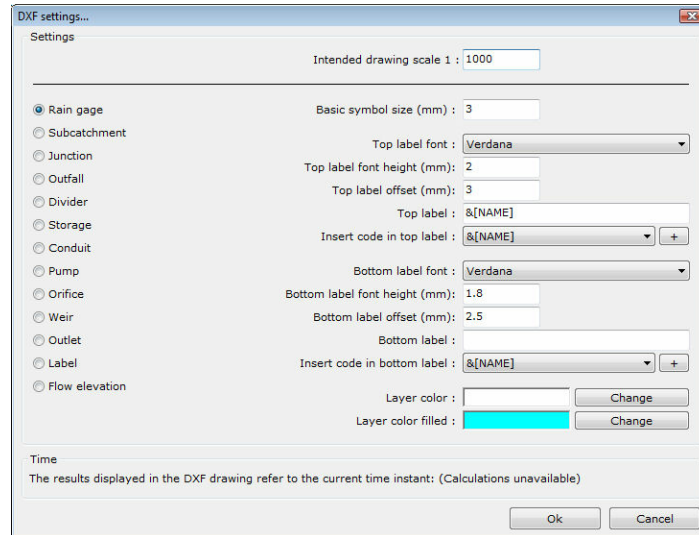 DXF settings...
Settings
Intended drawing scale 1 : 1000
Rain gage
Subcatchment
Junction
Outfall
Divider
Storage
Conduit
Pump
Orifice
Weir
Outlet
Label
Flow elevation
Basic symbol size (mm) : 3
Top label font : Verdana
Top label font height (mm): 2
Top label offset (mm): 3
Top label : &[NAME]
Insert code in top label : &[NAME] +
Bottom label font : Verdana
Bottom label font height (mm): 1.8
Bottom label offset (mm): 2.5
Bottom label :
Insert code in bottom label : &[NAME] +
Layer color : Change
Layer color filled : Change
Time
The results displayed in the DXF drawing refer to the current time instant: (Calculations unavailable)
Ok Cancel